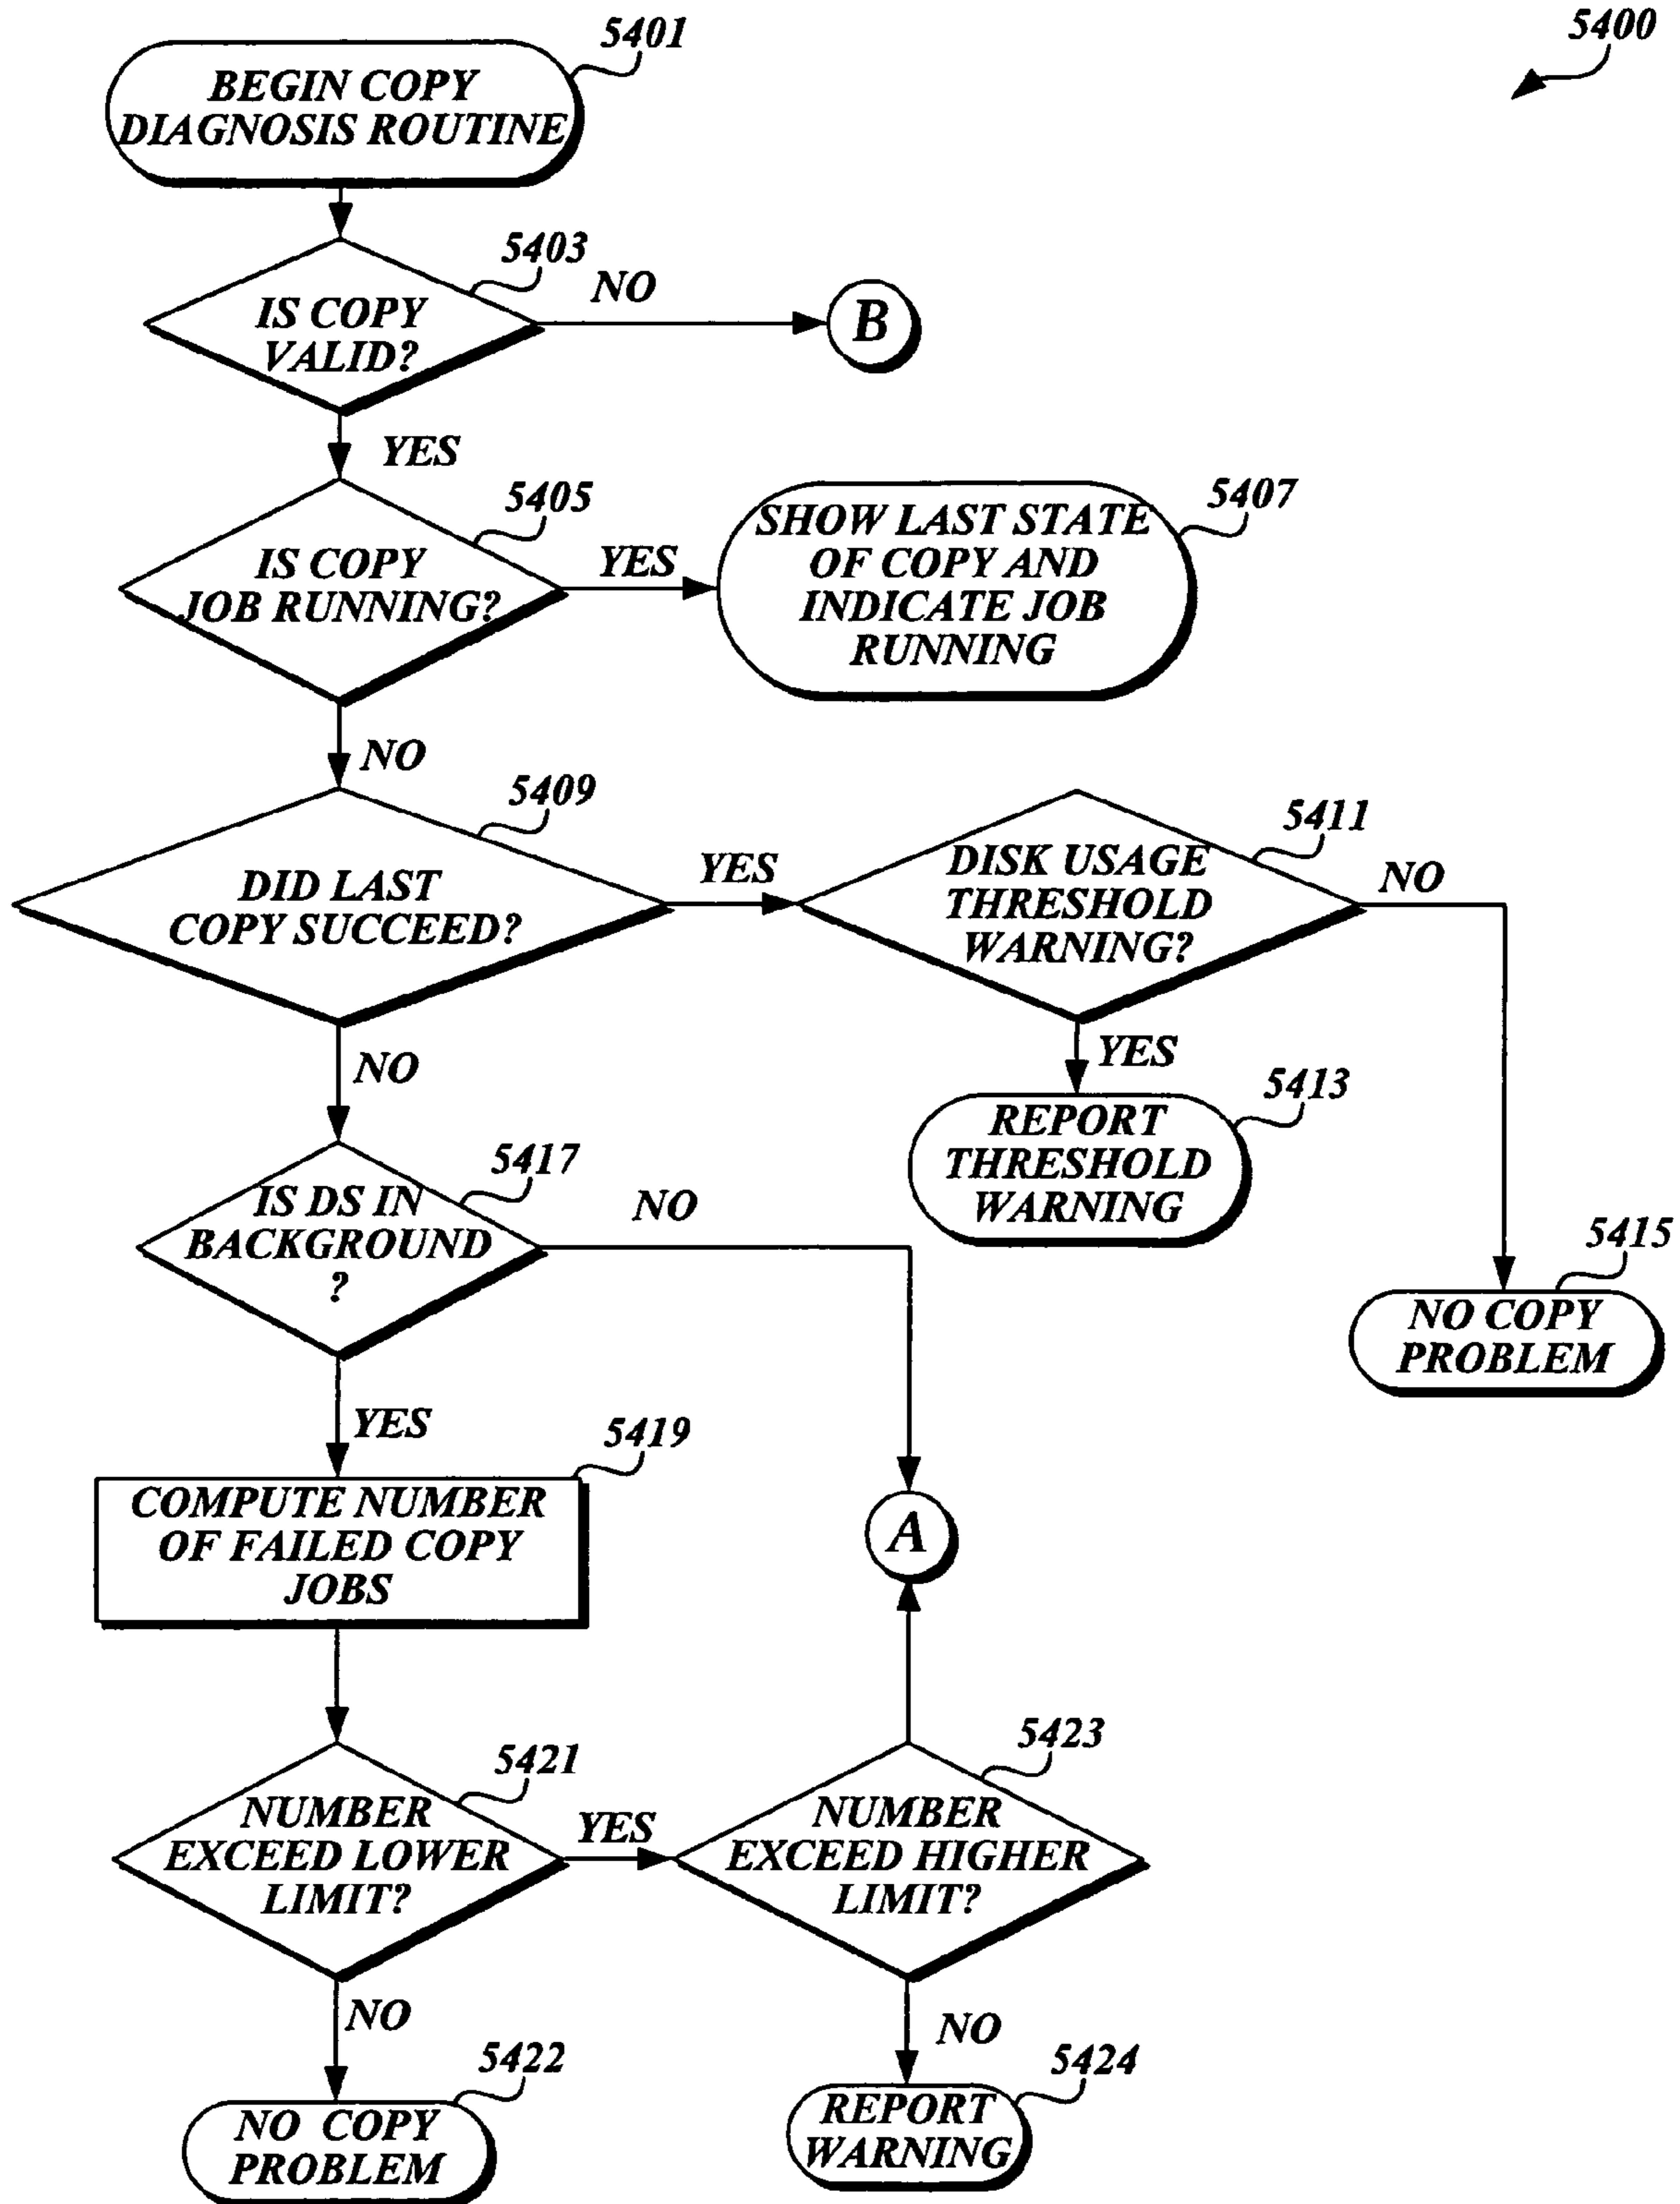 5400
5401
BEGIN COPY
DIAGNOSIS ROUTINE
5403
IS COPY
VALID?
NO
B
YES
5405
IS COPY
JOB RUNNING?
YES
5407
SHOW LAST STATE
OF COPY AND
INDICATE JOB
RUNNING
NO
5409
DID LAST
COPY SUCCEED?
YES
5411
DISK USAGE
THRESHOLD
WARNING?
NO
YES
5413
REPORT
THRESHOLD
WARNING
5415
NO COPY
PROBLEM
NO
5417
IS DS IN
BACKGROUND
?
NO
A
YES
5419
COMPUTE NUMBER
OF FAILED COPY
JOBS
5421
NUMBER
EXCEED LOWER
LIMIT?
YES
5423
NUMBER
EXCEED HIGHER
LIMIT?
NO
5422
NO COPY
PROBLEM
NO
5424
REPORT
WARNING